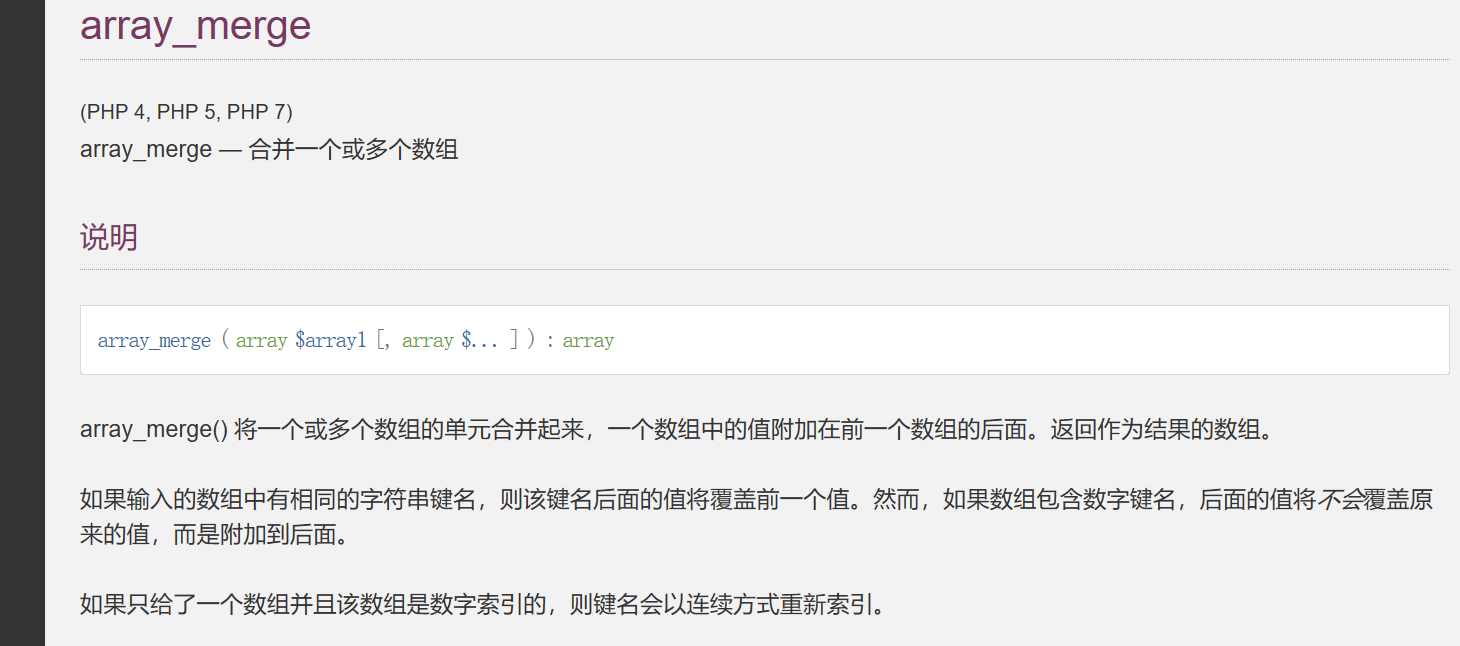 array_merge
(PHP 4, PHP 5, PHP 7)
array_merge — 合并一个或多个数组
说明
array_merge ( array $array1 [, array $... ] ) : array
array_merge() 将一个或多个数组的单元合并起来，一个数组中的值附加在前一个数组的后面。返回作为结果的数组。
如果输入的数组中有相同的字符串键名，则该键名后面的值将覆盖前一个值。然而，如果数组包含数字键名，后面的值将不会覆盖原
来的值，而是附加到后面。
如果只给了一个数组并且该数组是数字索引的，则键名会以连续方式重新索引。